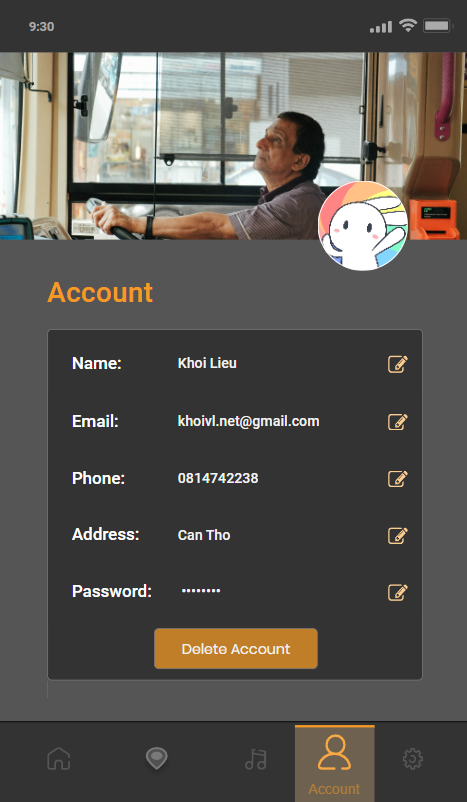 9:30
Account
Name: Khoi Lieu
Email: khoivl.net@gmail.com
Phone: 0814742238
Address: Can Tho
Password: ••••••••
Delete Account
Account